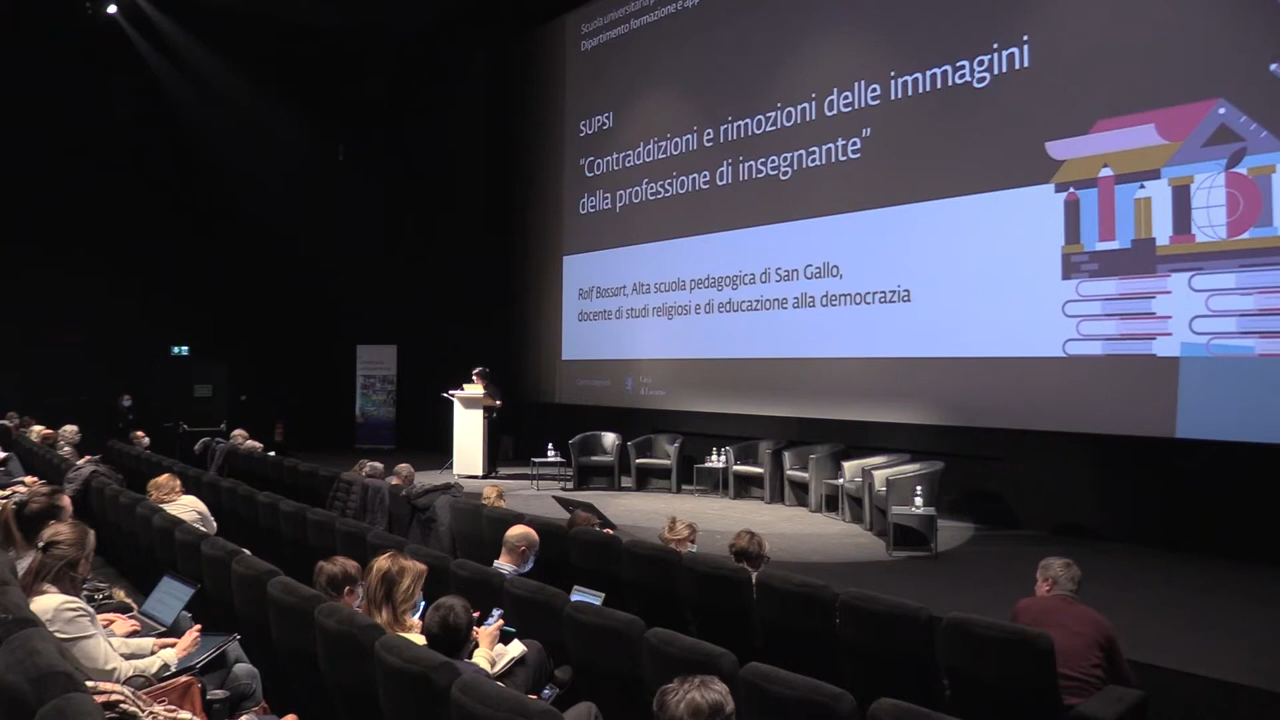 Scuola universitaria
Dipartimento formazione e
SUPSI
“Contraddizioni e rimozioni delle immagini
della professione di insegnante”
Rolf Bossart, Alta scuola pedagogica di San Gallo,
docente di studi religiosi e di educazione alla democrazia